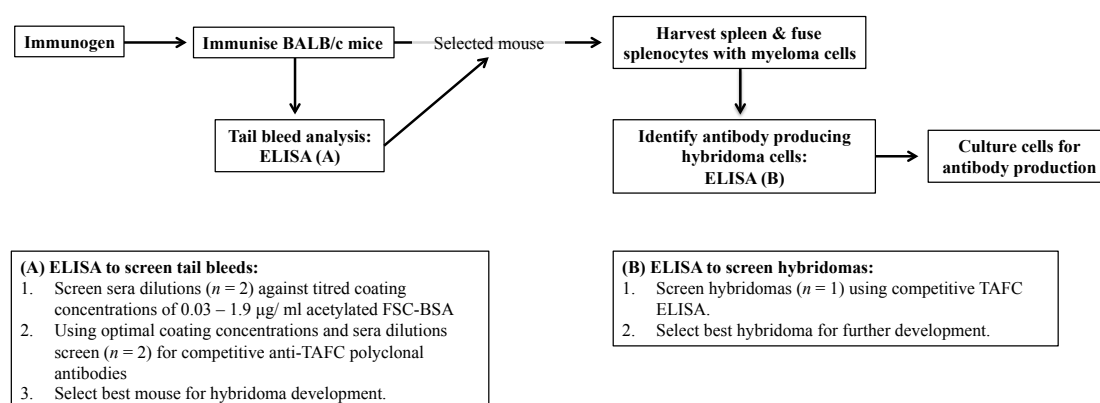 Immunogen
Immunise BALB/c mice
Selected mouse
Harvest spleen & fuse
splenocytes with myeloma cells
Tail bleed analysis:
ELISA (A)
Identify antibody producing
hybridoma cells:
ELISA (B)
Culture cells for
antibody production
(A) ELISA to screen tail bleeds:
1. Screen sera dilutions (n = 2) against titred coating
concentrations of 0.03 – 1.9 μg/ ml acetylated FSC-BSA
2. Using optimal coating concentrations and sera dilutions
screen (n = 2) for competitive anti-TAFC polyclonal
antibodies
3. Select best mouse for hybridoma development.
(B) ELISA to screen hybridomas:
1. Screen hybridomas (n = 1) using competitive TAFC
ELISA.
2. Select best hybridoma for further development.